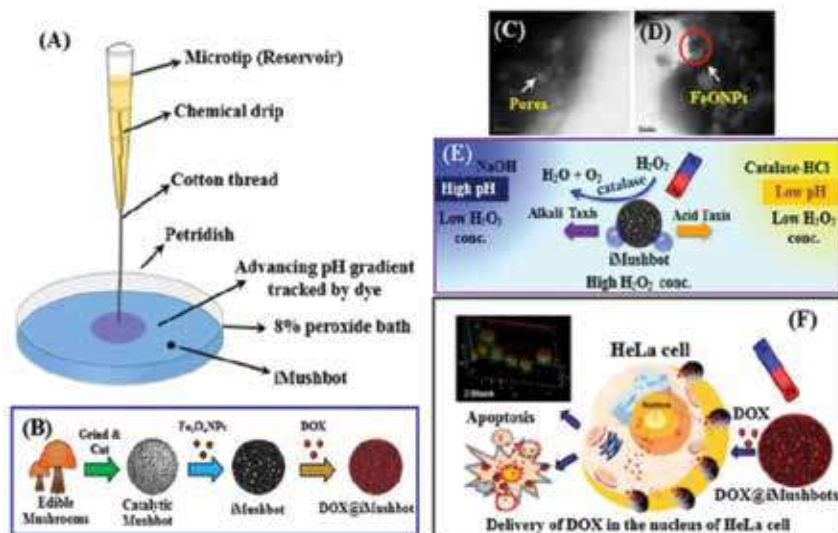 (A)
Microtip (Reservoir)
Chemical drip
Cotton thread
Petridish
Advancing pH gradient
tracked by dye
8% peroxide bath
iMushbot
(B)
Grind &
Cut
DOX
Edible
Mushrooms
Catalytic
Mushbot
iMushbot
DOX@iMushbot
(C)
Pores
(D)
FeONPs
(E)
NaOH
High pH
Low H₂O₂
conc.
H₂O + O₂
H₂O₂
catalase
Alkali Taxis
Acid Taxis
iMushbot
High H₂O₂ conc.
Catalase-HCl
Low pH
Low H₂O₂
conc.
(F)
HeLa cell
Nucleus
Apoptosis
DOX
DOX@iMushbots
Delivery of DOX in the nucleus of HeLa cell